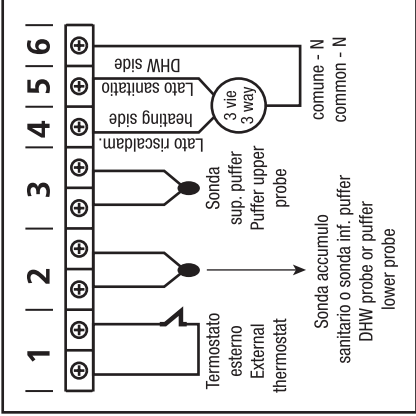 1
2
3
4
5
6
Termostato
esterno
External
thermostat
Sonda accumulo
sanitario o sonda inf. puffer
DHW probe or puffer
lower probe
Sonda
sup. puffer
Puffer upper
probe
Lato riscaldam.
heating side
Lato sanitatio
DHW side
3 vie
3 way
comune - N
common - N